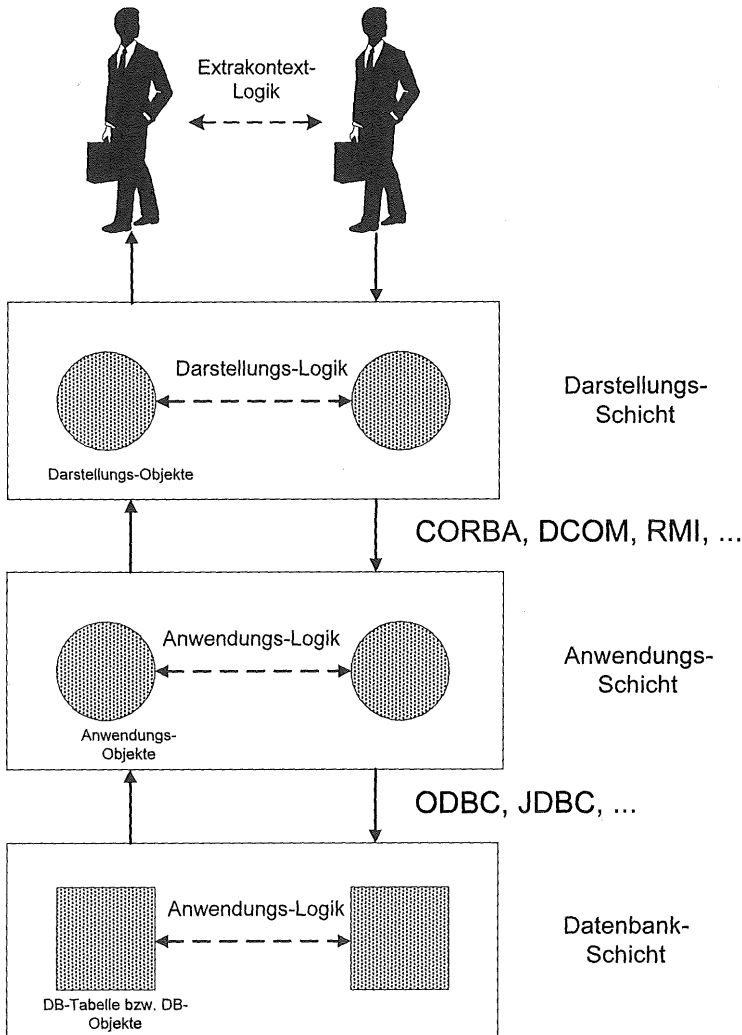 Extrakontext-
Logik
Darstellungs-Logik
Darstellungs-Objekte
Darstellungs-
Schicht
CORBA, DCOM, RMI, ...
Anwendungs-Logik
Anwendungs-
Objekte
Anwendungs-
Schicht
ODBC, JDBC, ...
Anwendungs-Logik
DB-Tabelle bzw. DB-
Objekte
Datenbank-
Schicht